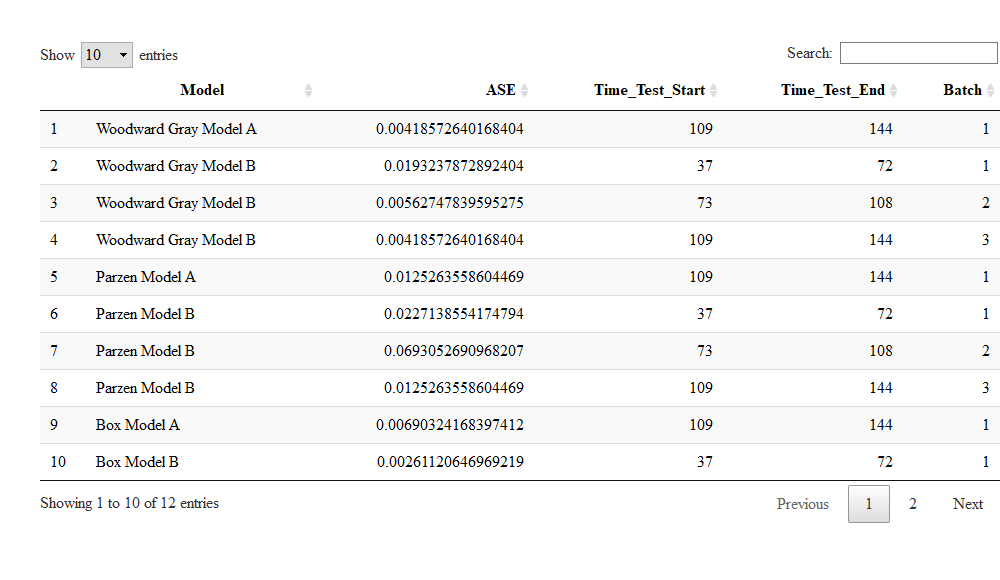 Show 10 entries Search:
Model ASE Time_Test_Start Time_Test_End Batch
1 Woodward Gray Model A 0.00418572640168404 109 144 1
2 Woodward Gray Model B 0.0193237872892404 37 72 1
3 Woodward Gray Model B 0.00562747839595275 73 108 2
4 Woodward Gray Model B 0.00418572640168404 109 144 3
5 Parzen Model A 0.0125263558604469 109 144 1
6 Parzen Model B 0.0227138554174794 37 72 1
7 Parzen Model B 0.0693052690968207 73 108 2
8 Parzen Model B 0.0125263558604469 109 144 3
9 Box Model A 0.00690324168397412 109 144 1
10 Box Model B 0.00261120646969219 37 72 1
Showing 1 to 10 of 12 entries Previous 1 2 Next